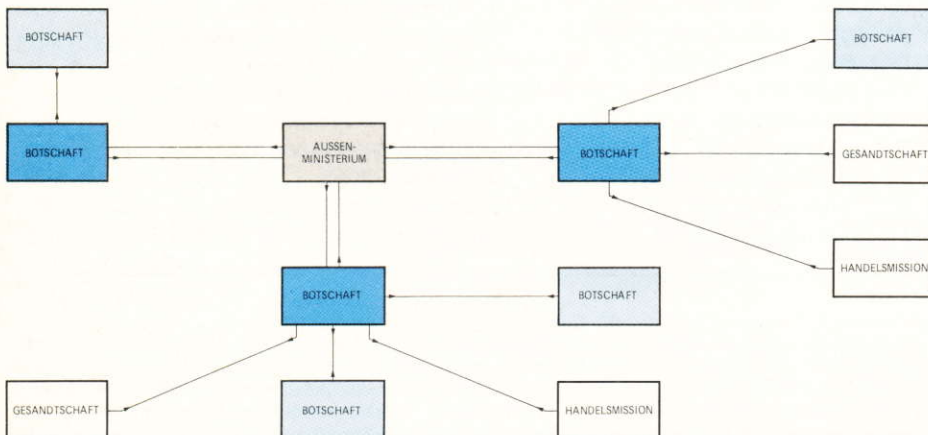 BOTSCHAFT
BOTSCHAFT
BOTSCHAFT
AUSSEN-
MINISTERIUM
BOTSCHAFT
GESANDTSCHAFT
HANDELSMISSION
BOTSCHAFT
BOTSCHAFT
GESANDTSCHAFT
BOTSCHAFT
HANDELSMISSION